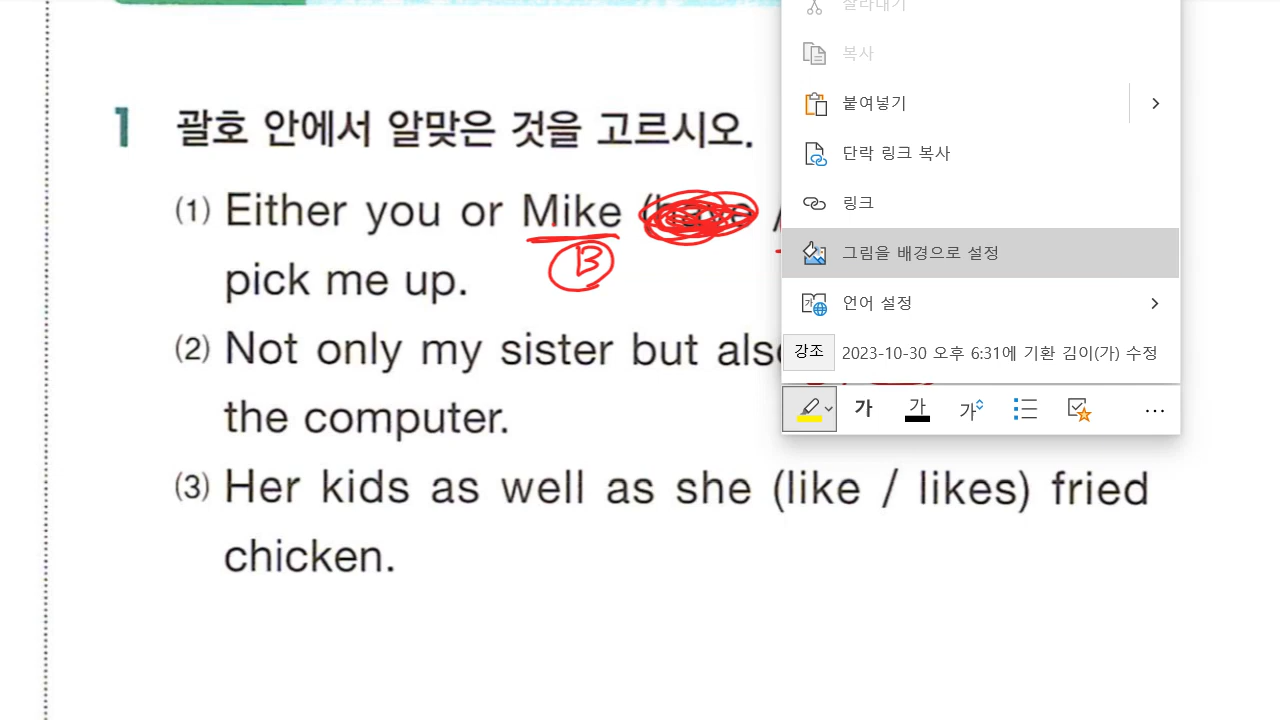 잘라내기
복사
붙여넣기
단락 링크 복사
링크
그림을 배경으로 설정
언어 설정
강조
2023-10-30 오후 6:31에 기환 김이(가) 수정
가 가 가
1 괄호 안에서 알맞은 것을 고르시오.
(1) Either you or Mike (have /
B
pick me up.
(2) Not only my sister but also
the computer.
(3) Her kids as well as she (like / likes) fried
chicken.